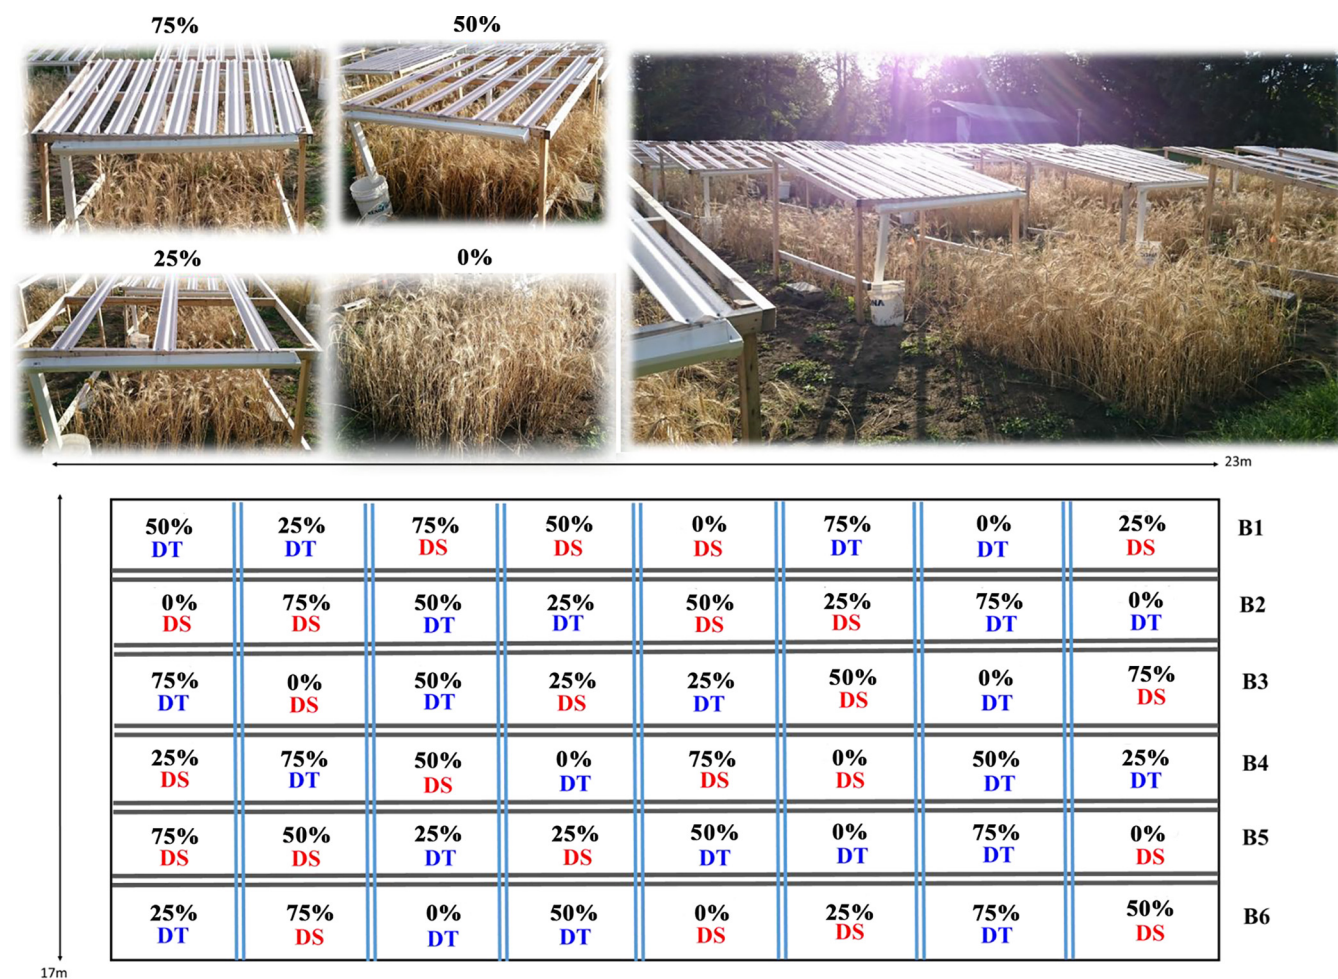 75%
50%
25%
0%
23m
50% 25% 75% 50% 0% 75% 0% 25%
DT DT DS DS DS DT DT DS
B1
0% 75% 50% 25% 50% 25% 75% 0%
DS DS DT DT DS DS DT DT
B2
75% 0% 50% 25% 25% 50% 0% 75%
DT DS DT DS DT DS DT DS
B3
25% 75% 50% 0% 75% 0% 50% 25%
DS DT DS DT DS DS DT DT
B4
75% 50% 25% 25% 50% 0% 75% 0%
DS DS DT DS DT DT DT DS
B5
25% 75% 0% 50% 0% 25% 75% 50%
DT DS DT DT DS DS DT DS
B6
17m